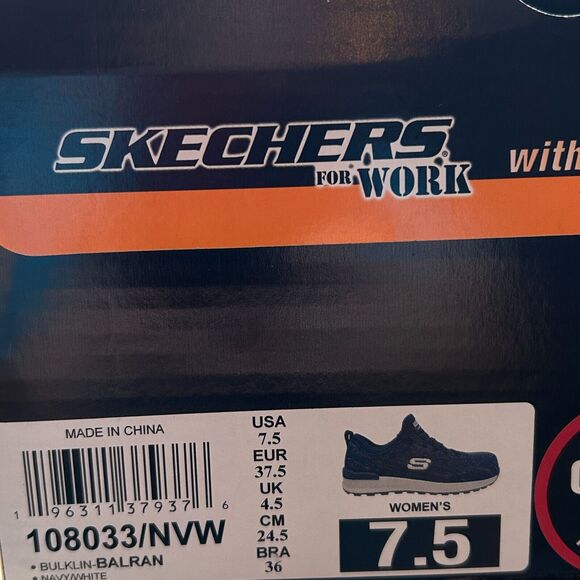 SKECHERS
FOR WORK
with
MADE IN CHINA
1 96311 37937 6
108033/NVW
• BULKLIN-BALRAN
• NAVY/WHITE
USA
7.5
EUR
37.5
UK
4.5
CM
24.5
BRA
36
S
WOMEN'S
7.5